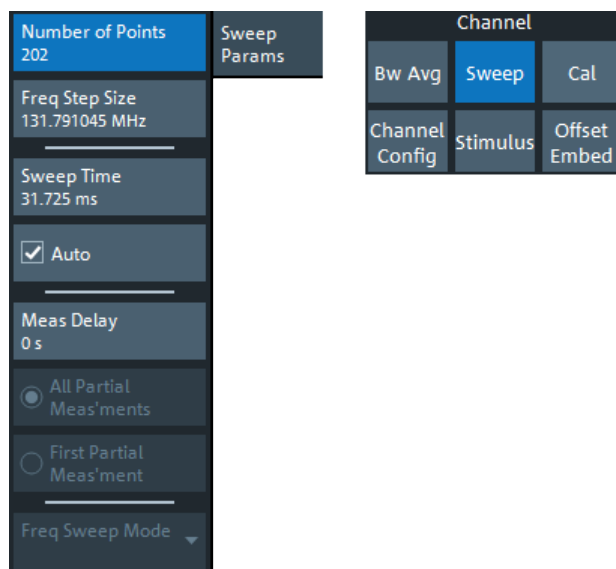 Number of Points
202
Freq Step Size
131.791045 MHz
Sweep Time
31.725 ms
Auto
Meas Delay
0 s
All Partial
Meas'ments
First Partial
Meas'ment
Freq Sweep Mode
Sweep
Params
Channel
Bw Avg
Sweep
Cal
Channel
Config
Stimulus
Offset
Embed